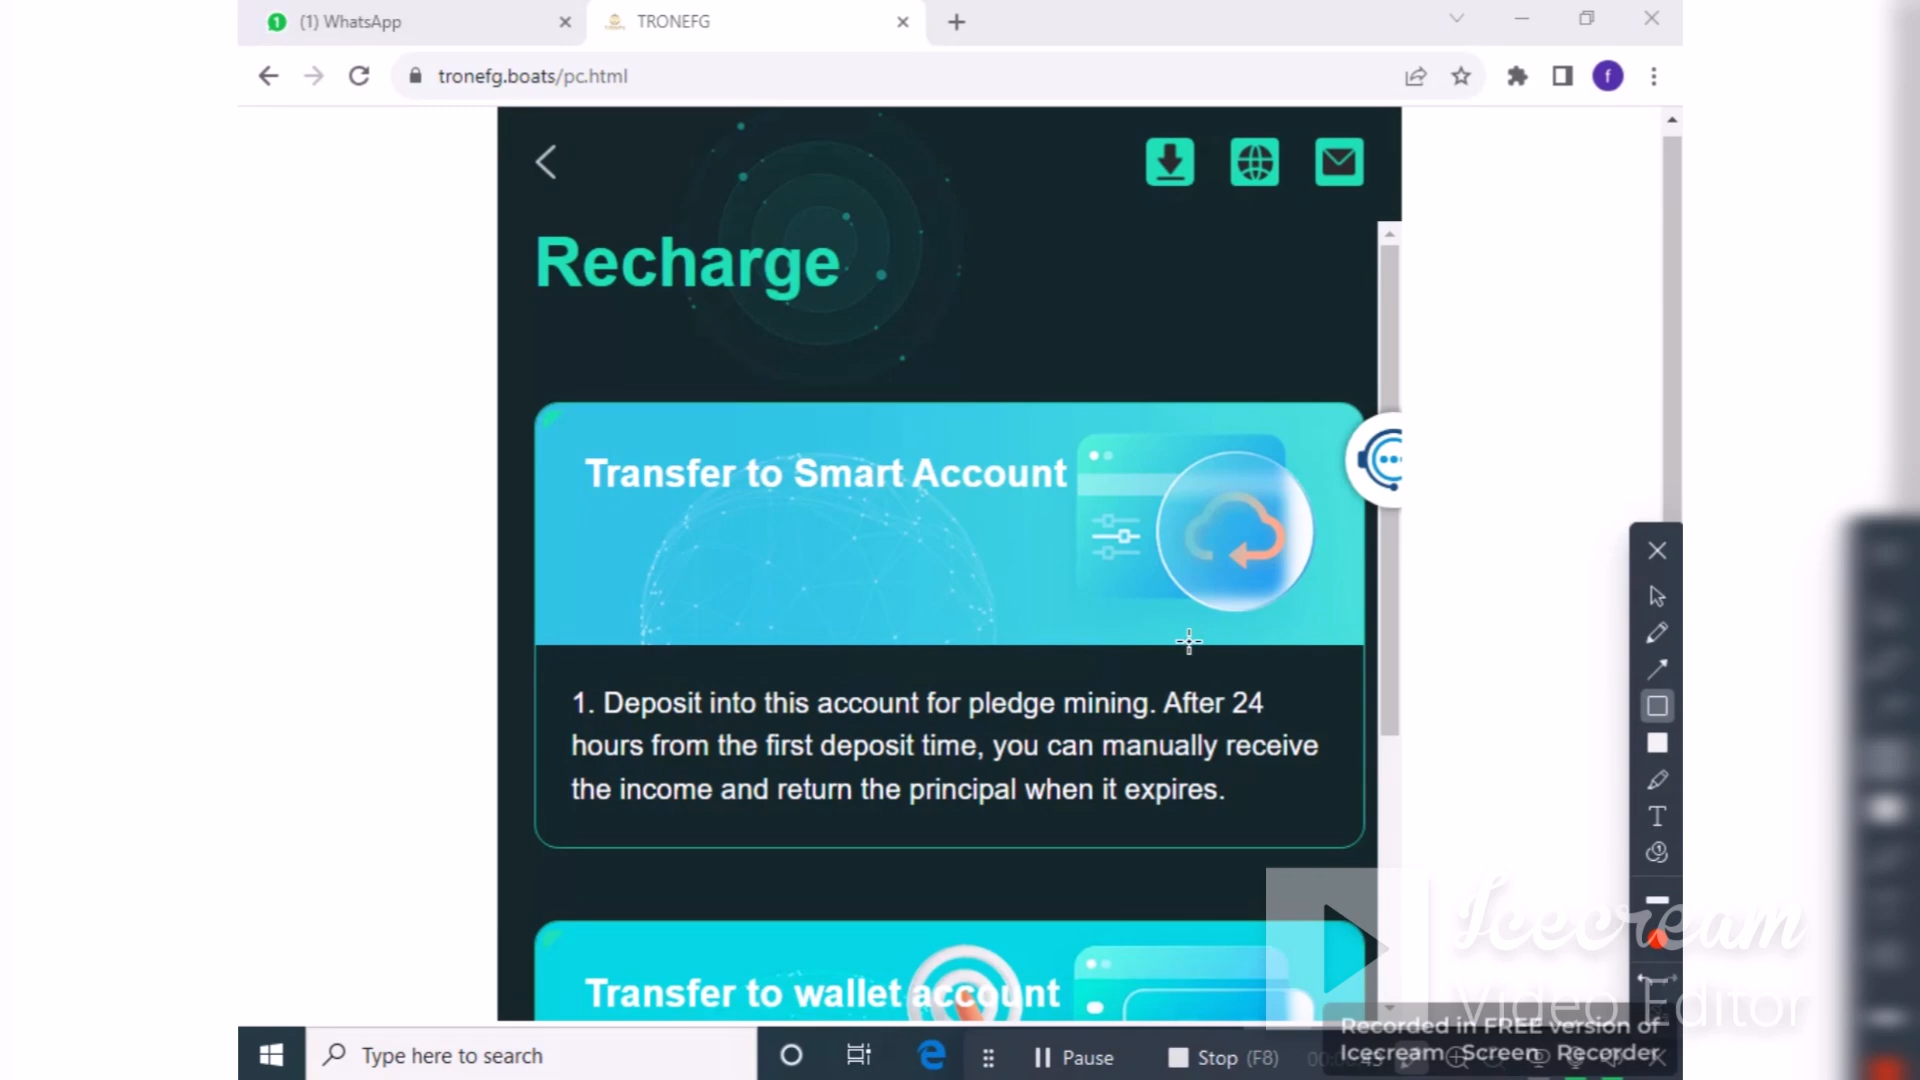 (1) WhatsApp
TRONEFG
tronefg.boats/pc.html
f
Recharge
Transfer to Smart Account
1. Deposit into this account for pledge mining. After 24
hours from the first deposit time, you can manually receive
the income and return the principal when it expires.
Transfer to wallet account
Icecream
Video Editor
Recorded in FREE version of
Icecream Screen Recorder
Type here to search
Pause
Stop (F8)